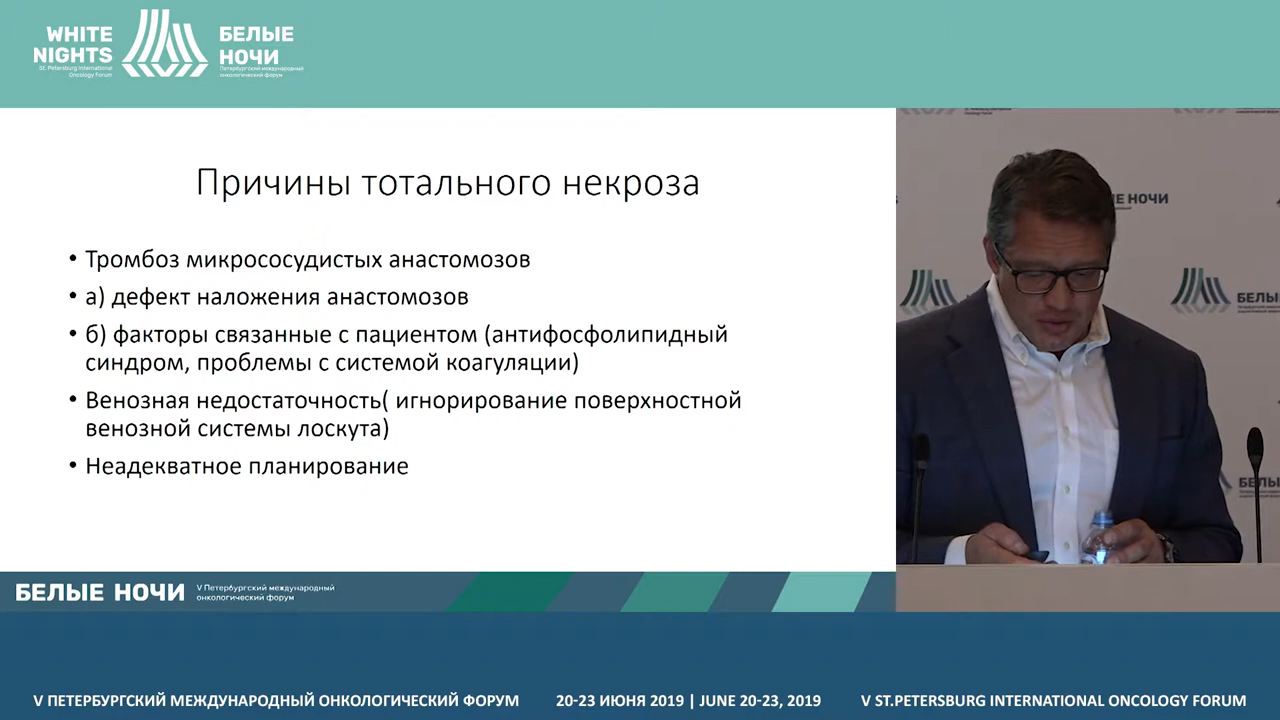 WHITE
NIGHTS
St. Petersburg International
Oncology Forum
БЕЛЫЕ
НОЧИ
Петербургский международный
онкологический форум
Причины тотального некроза
• Тромбоз микрососудистых анастомозов
• а) дефект наложения анастомозов
• б) факторы связанные с пациентом (антифосфолипидный
синдром, проблемы с системой коагуляции)
• Венозная недостаточность( игнорирование поверхностной
венозной системы лоскута)
• Неадекватное планирование
Е НОЧИ
БЕЛЫ
БЕЛЫ
БЕЛЫЕ НОЧИ
V Петербургский международный
онкологический форум
V ПЕТЕРБУРГСКИЙ МЕЖДУНАРОДНЫЙ ОНКОЛОГИЧЕСКИЙ ФОРУМ
20-23 ИЮНЯ 2019 | JUNE 20-23, 2019
V ST.PETERSBURG INTERNATIONAL ONCOLOGY FORUM